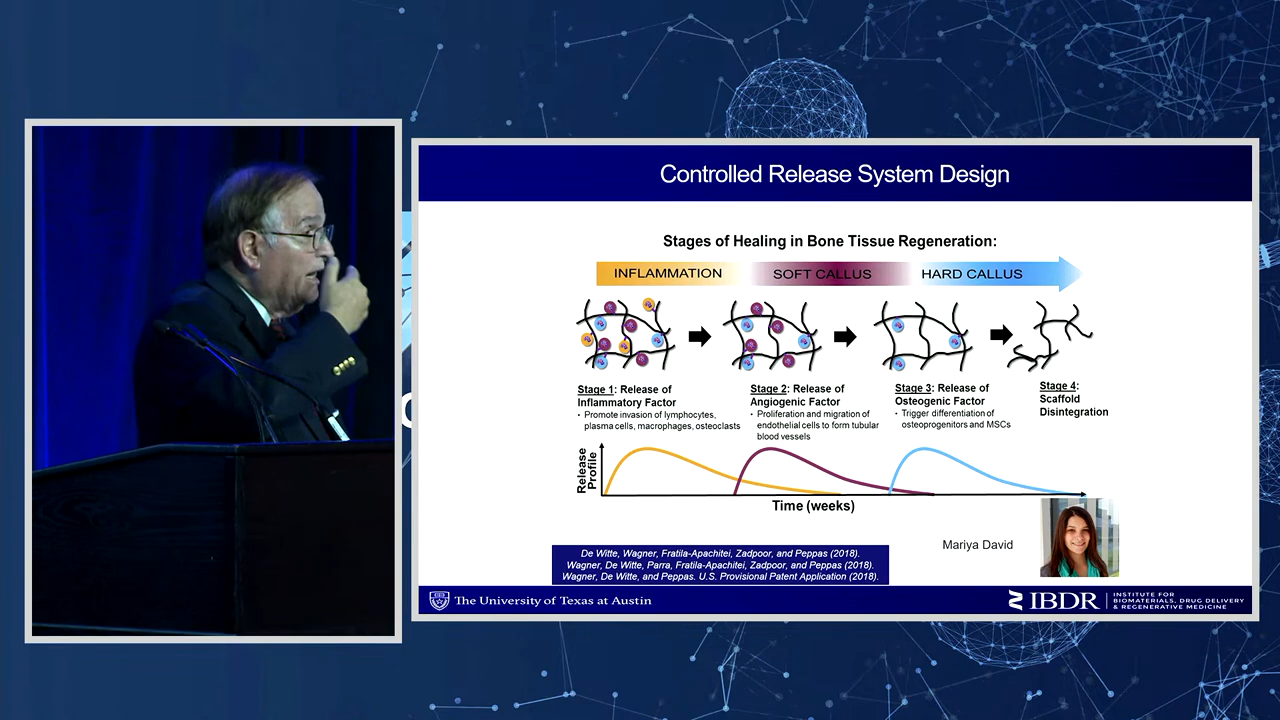 Controlled Release System Design
Stages of Healing in Bone Tissue Regeneration:
INFLAMMATION
SOFT CALLUS
HARD CALLUS
Stage 1: Release of
Inflammatory Factor
• Promote invasion of lymphocytes,
plasma cells, macrophages, osteoclasts
Stage 2: Release of
Angiogenic Factor
• Proliferation and migration of
endothelial cells to form tubular
blood vessels
Stage 3: Release of
Osteogenic Factor
• Trigger differentiation of
osteoprogenitors and MSCs
Stage 4:
Scaffold
Disintegration
Release
Profile
Time (weeks)
De Witte, Wagner, Fratila-Apachitei, Zadpoor, and Peppas (2018).
Wagner, De Witte, Parra, Fratila-Apachitei, Zadpoor, and Peppas (2018).
Wagner, De Witte, and Peppas. U.S. Provisional Patent Application (2018).
Mariya David
The University of Texas at Austin
IBDR
INSTITUTE FOR
BIOMATERIALS, DRUG DELIVERY
& REGENERATIVE MEDICINE